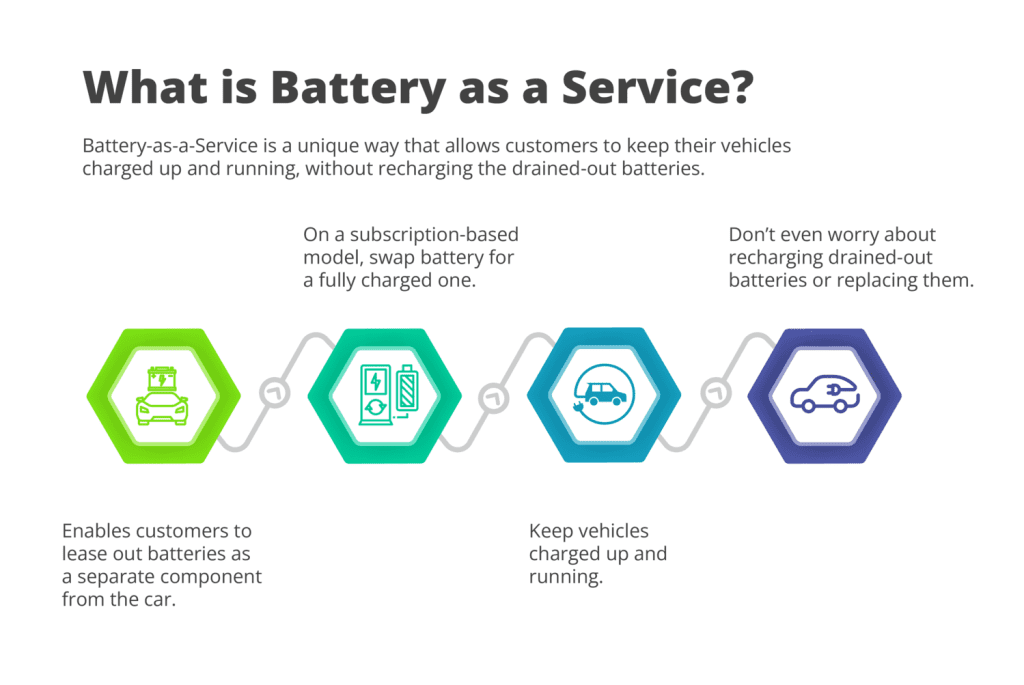 What is Battery as a Service?
Battery-as-a-Service is a unique way that allows customers to keep their vehicles
charged up and running, without recharging the drained-out batteries.
Enables customers to
lease out batteries as
a separate component
from the car.
On a subscription-based
model, swap battery for
a fully charged one.
Keep vehicles
charged up and
running.
Don’t even worry about
recharging drained-out
batteries or replacing them.